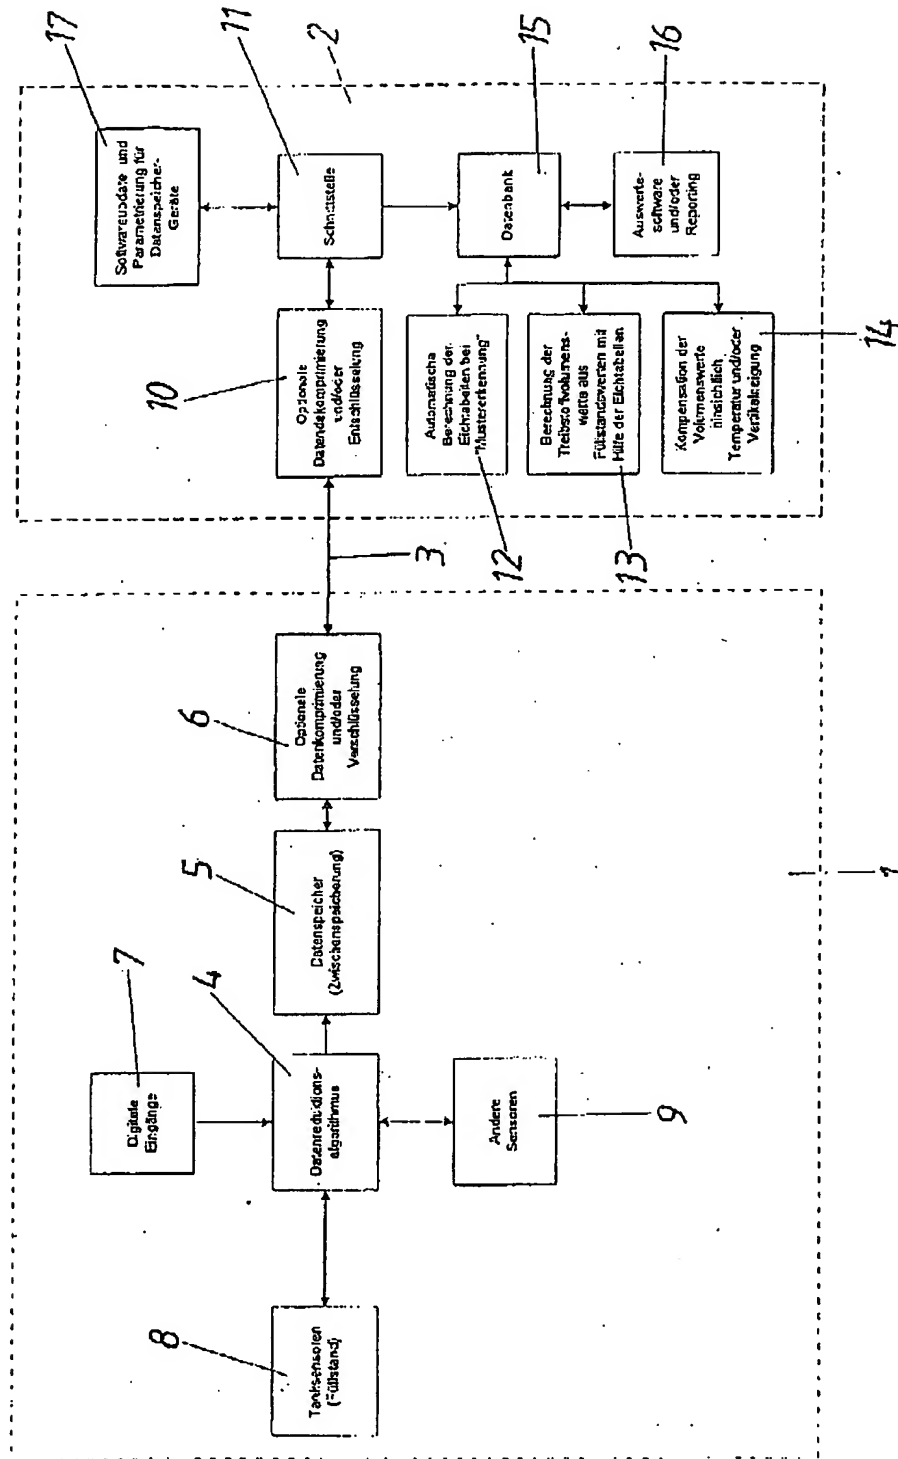 17
Softwareupdate und
Parametrierung für
Datenspeicher-
Geräte
11
Schnittstelle
2
10
Optionale
Datendekomprimierung
und/oder
Entschlüsselung
15
Datenbank
16
Auswerte-
software
und/oder
Reporting
12
Automatische
Berechnung der
Eichtabellen bei
"Mustererkennung"
13
Berechnung der
Treibstoffvolumens-
werte aus
Füllstandswerten mit
Hilfe der Eichtabellen
14
Kompensation der
Volumenswerte
hinsichtlich
Temperatur und/oder
Vertikalneigung
3
6
Optionale
Datenkomprimierung
und/oder
Verschlüsselung
5
Datenspeicher
(Zwischenspeicherung)
7
Digitale
Eingänge
4
Datenreduktions-
algorithmus
9
Andere
Sensoren
8
Tanksensoren
(Füllstand)
1